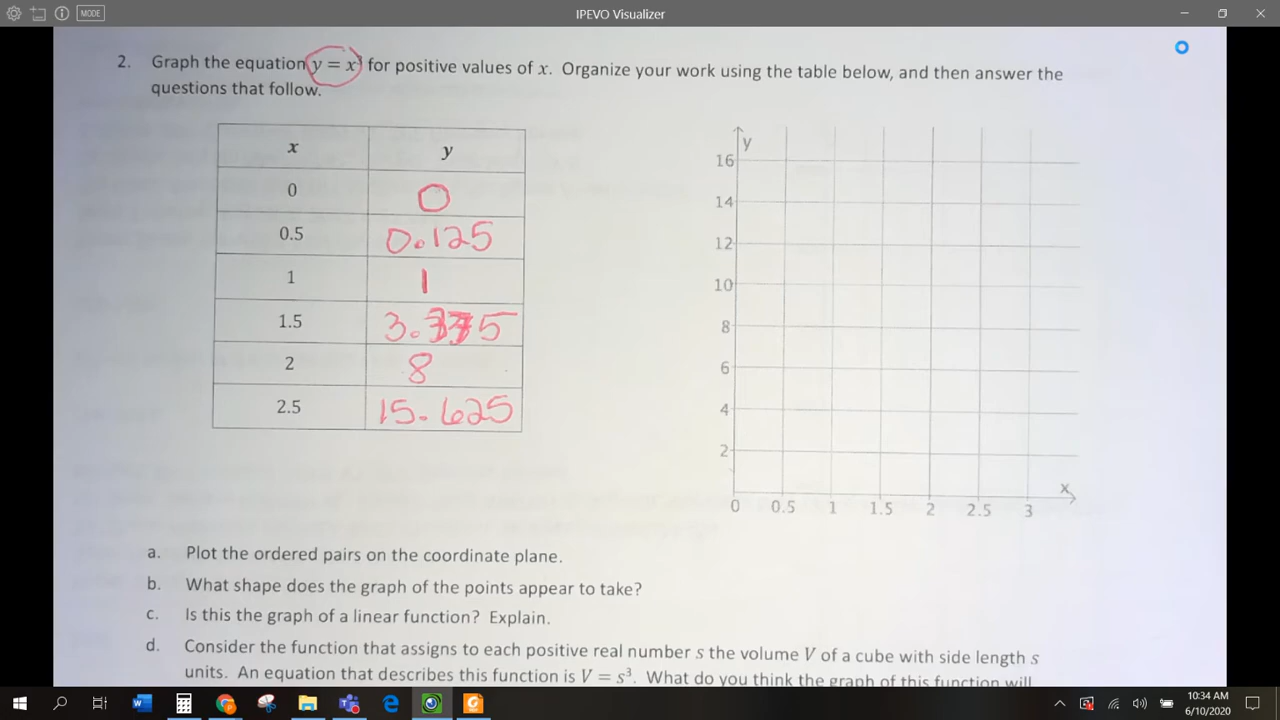 MODE
IPEVO Visualizer
2. Graph the equation y = x³ for positive values of x. Organize your work using the table below, and then answer the
questions that follow.
x y
0 0
0.5 0.125
1 1
1.5 3.375
2 8
2.5 15.625
y
16
14
12
10
8
6
4
2
x
0 0.5 1 1.5 2 2.5 3
a. Plot the ordered pairs on the coordinate plane.
b. What shape does the graph of the points appear to take?
c. Is this the graph of a linear function? Explain.
d. Consider the function that assigns to each positive real number s the volume V of a cube with side length s
units. An equation that describes this function is V = s³. What do you think the graph of this function will
10:34 AM
6/10/2020